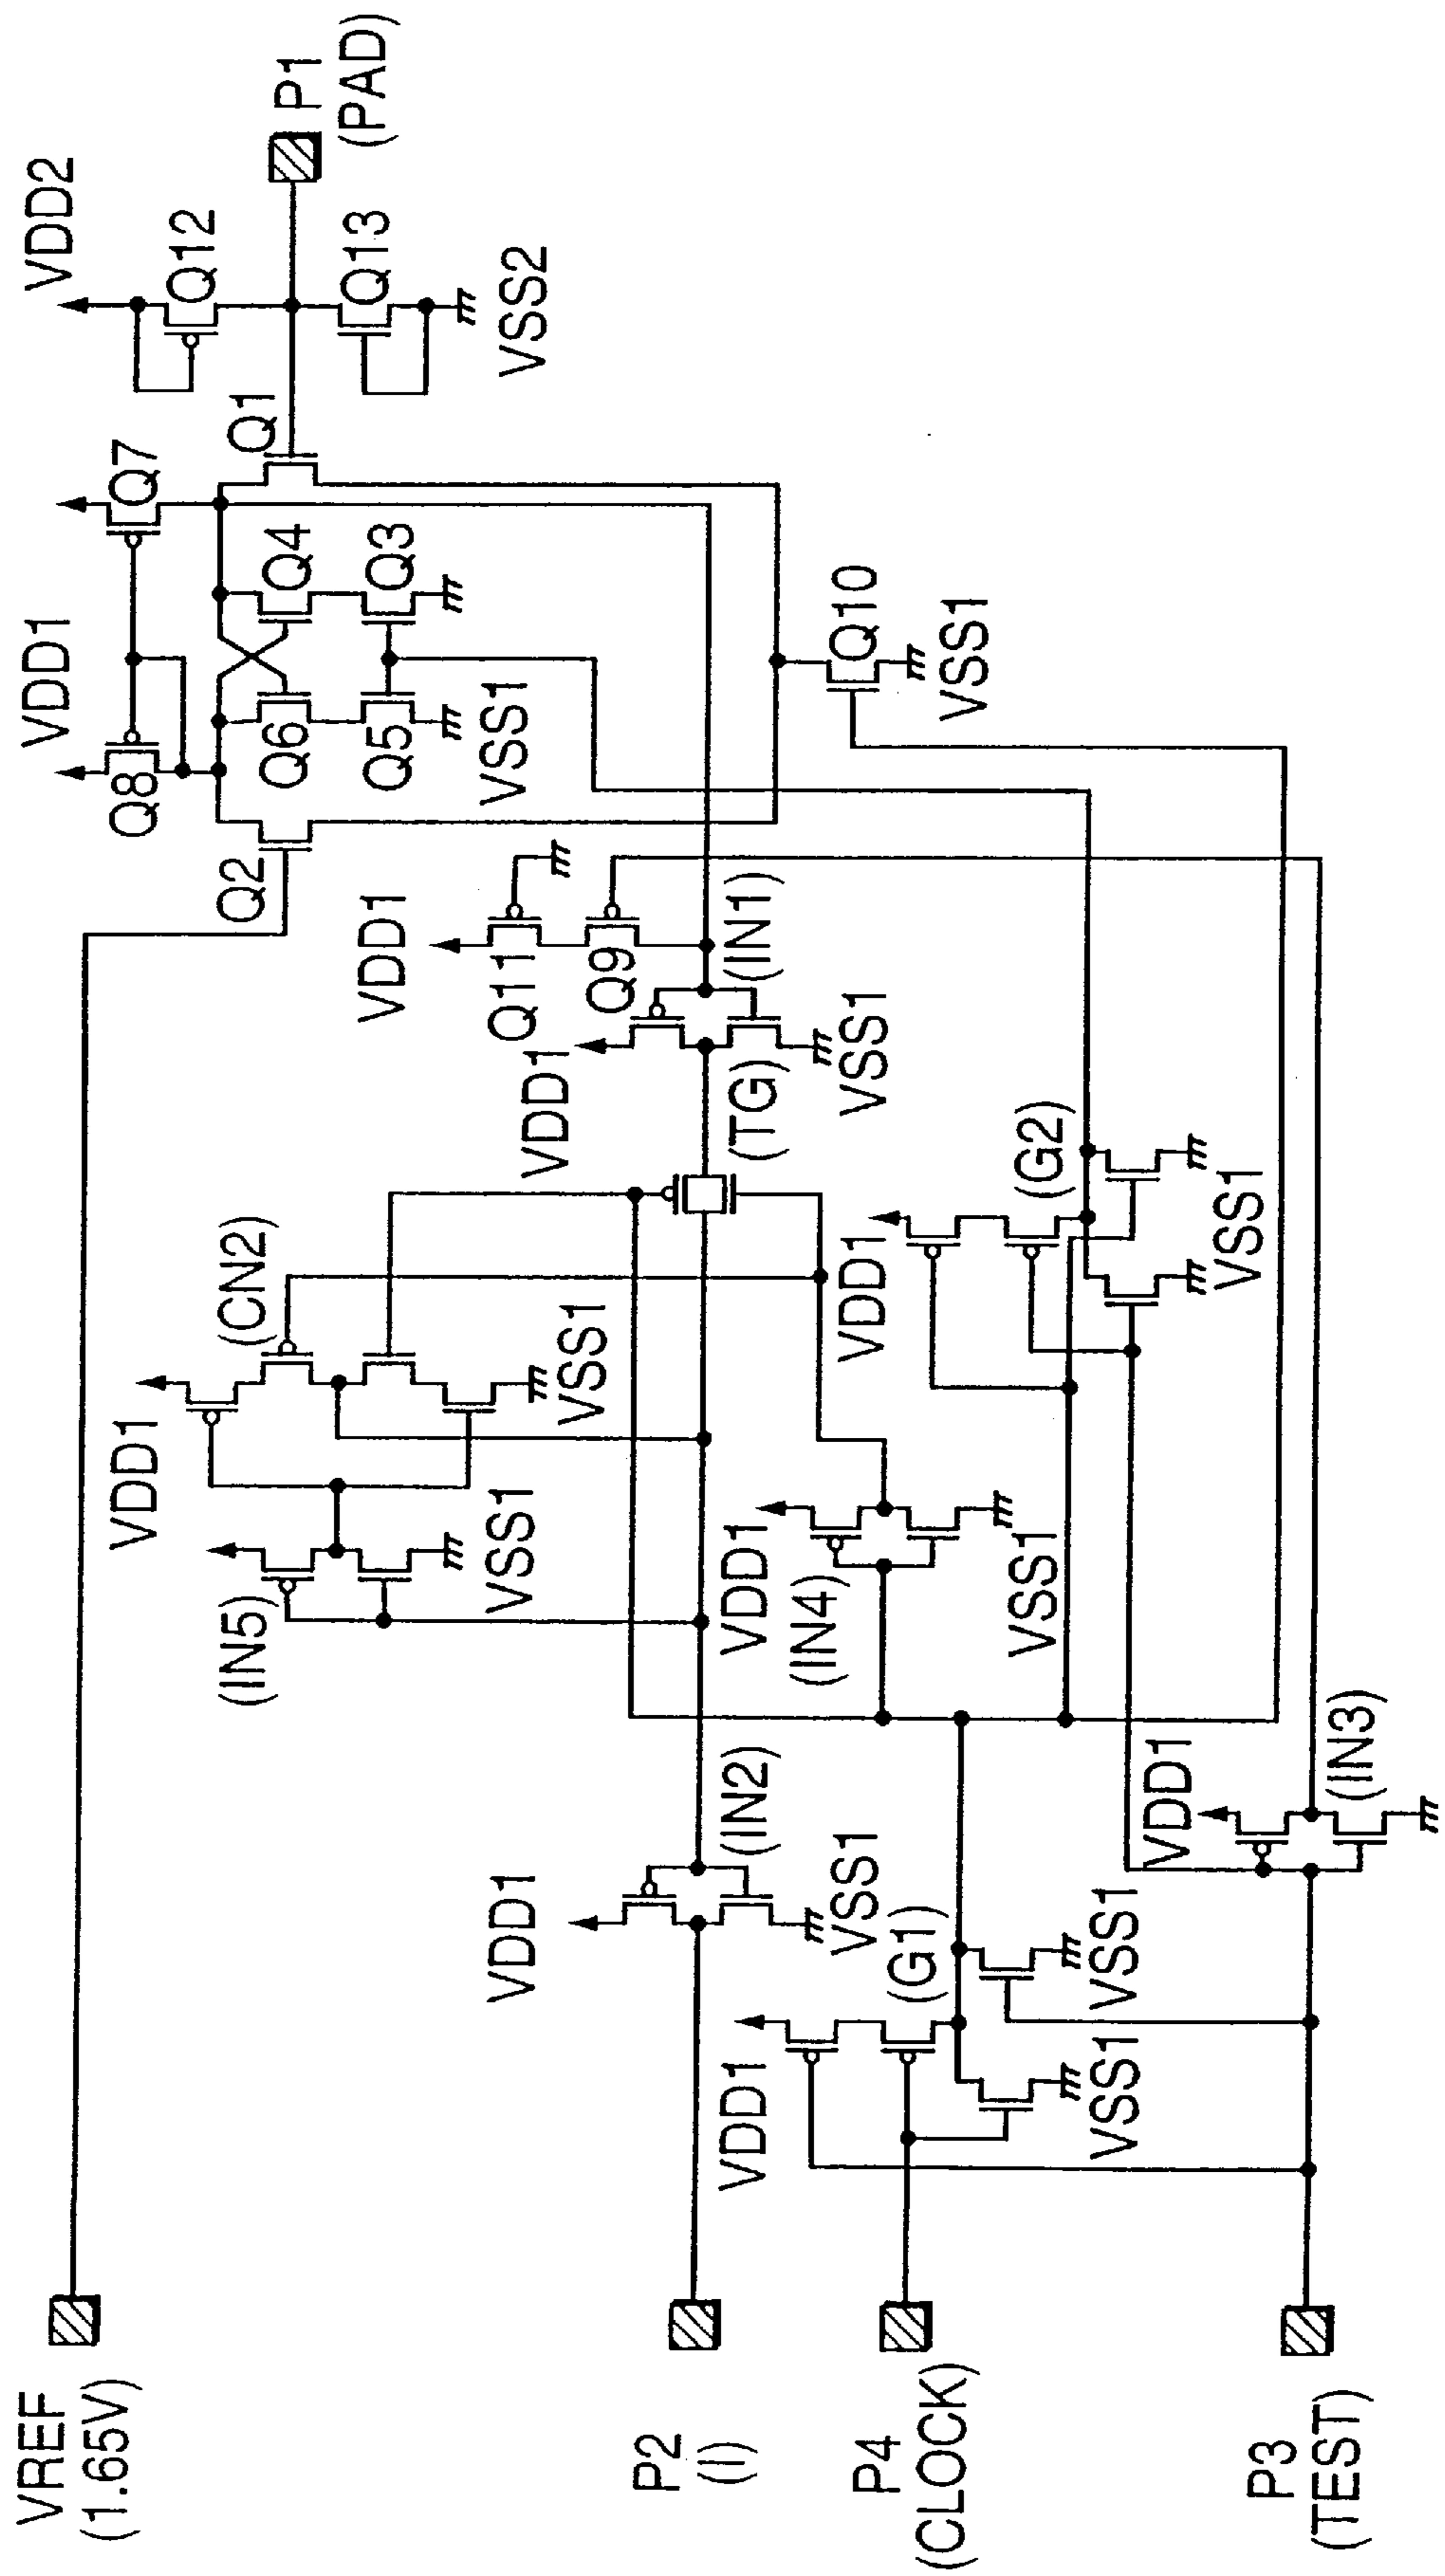 VREF
(1.65V)
VDD1
VDD2
VDD1
Q8
Q7
Q12
(IN5)
(CN2)
Q2
Q1
Q6
Q4
P1
(PAD)
Q5
Q3
Q13
VDD1
VSS1
VSS1
VSS2
VDD1
Q11
VDD1
VSS1
Q9
P2
(I)
VDD1
(IN2)
VDD1
(TG)
(IN1)
(IN4)
VSS1
VDD1
VSS1
Q10
P4
(CLOCK)
(G1)
VSS1
VSS1
(G2)
VSS1
VSS1
VDD1
VSS1
P3
(TEST)
(IN3)